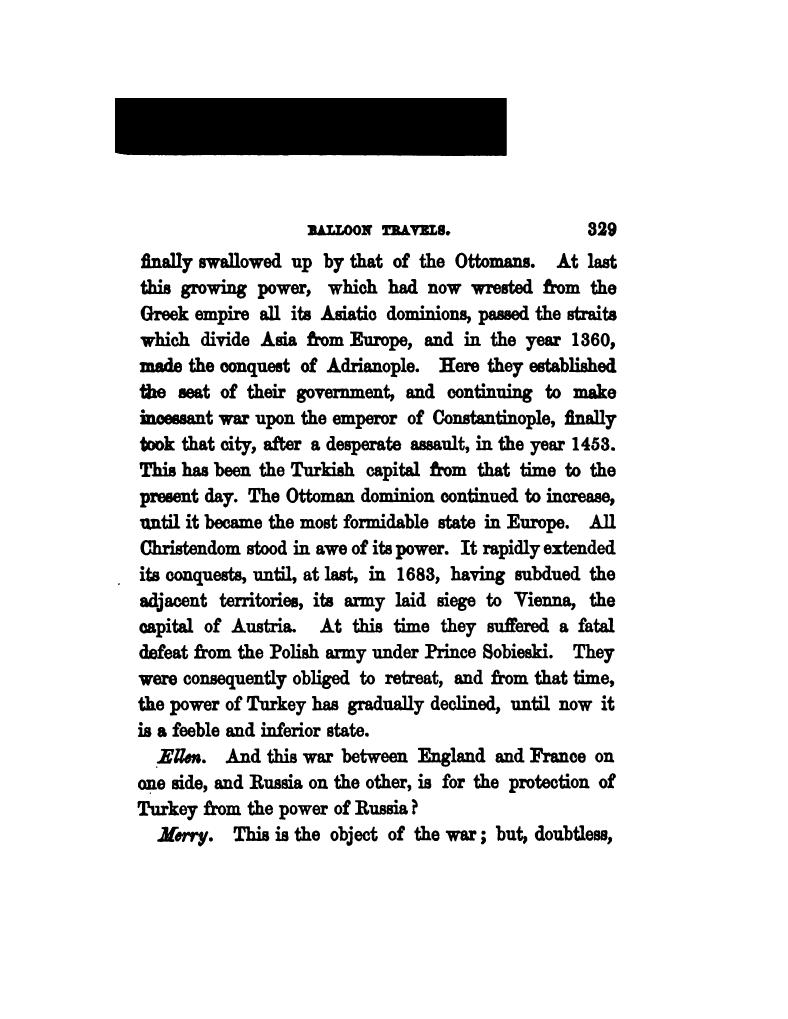 BALLOON TRAVELS. 329
finally swallowed up by that of the Ottomans. At last
this growing power, which had now wrested from the
Greek empire all its Asiatic dominions, passed the straits
which divide Asia from Europe, and in the year 1360,
made the conquest of Adrianople. Here they established
the seat of their government, and continuing to make
incessant war upon the emperor of Constantinople, finally
took that city, after a desperate assault, in the year 1453.
This has been the Turkish capital from that time to the
present day. The Ottoman dominion continued to increase,
until it became the most formidable state in Europe. All
Christendom stood in awe of its power. It rapidly extended
its conquests, until, at last, in 1683, having subdued the
adjacent territories, its army laid siege to Vienna, the
capital of Austria. At this time they suffered a fatal
defeat from the Polish army under Prince Sobieski. They
were consequently obliged to retreat, and from that time,
the power of Turkey has gradually declined, until now it
is a feeble and inferior state.
Ellen. And this war between England and France on
one side, and Russia on the other, is for the protection of
Turkey from the power of Russia?
Merry. This is the object of the war; but, doubtless,